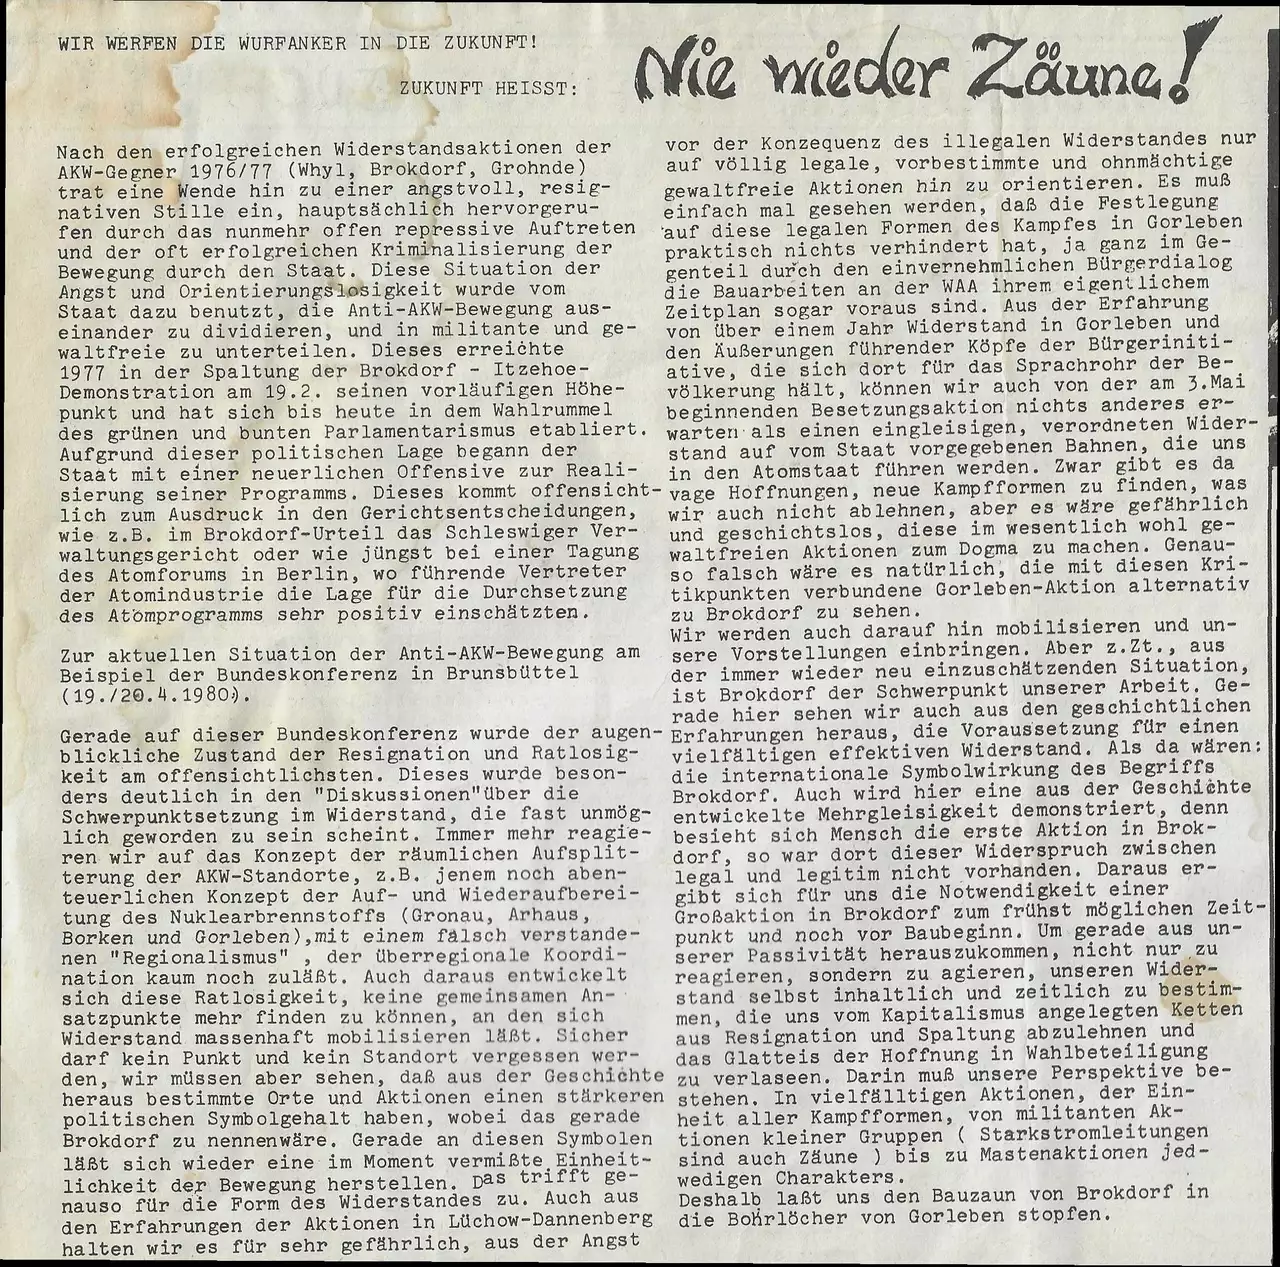 WIR WERFEN DIE WURFANKER IN DIE ZUKUNFT!
ZUKUNFT HEISST:
Nie wieder Zäune!
Nach den erfolgreichen Widerstandsaktionen der
AKW-Gegner 1976/77 (Whyl, Brokdorf, Grohnde)
trat eine Wende hin zu einer angstvoll, resig-
nativen Stille ein, hauptsächlich hervorgeru-
fen durch das nunmehr offen repressive Auftreten
und der oft erfolgreichen Kriminalisierung der
Bewegung durch den Staat. Diese Situation der
Angst und Orientierungslosigkeit wurde vom
Staat dazu benutzt, die Anti-AKW-Bewegung aus-
einander zu dividieren, und in militante und ge-
waltfreie zu unterteilen. Dieses erreichte
1977 in der Spaltung der Brokdorf - Itzehoe-
Demonstration am 19.2. seinen vorläufigen Höhe-
punkt und hat sich bis heute in dem Wahlrummel
des grünen und bunten Parlamentarismus etabliert.
Aufgrund dieser politischen Lage begann der
Staat mit einer neuerlichen Offensive zur Reali-
sierung seiner Programms. Dieses kommt offensicht-
lich zum Ausdruck in den Gerichtsentscheidungen,
wie z.B. im Brokdorf-Urteil das Schleswiger Ver-
waltungsgericht oder wie jüngst bei einer Tagung
des Atomforums in Berlin, wo führende Vertreter
der Atomindustrie die Lage für die Durchsetzung
des Atomprogramms sehr positiv einschätzten.
Zur aktuellen Situation der Anti-AKW-Bewegung am
Beispiel der Bundeskonferenz in Brunsbüttel
(19./20.4.1980).
Gerade auf dieser Bundeskonferenz wurde der augen-
blickliche Zustand der Resignation und Ratlosig-
keit am offensichtlichsten. Dieses wurde beson-
ders deutlich in den "Diskussionen"über die
Schwerpunktsetzung im Widerstand, die fast unmög-
lich geworden zu sein scheint. Immer mehr reagie-
ren wir auf das Konzept der räumlichen Aufsplit-
terung der AKW-Standorte, z.B. jenem noch aben-
teuerlichen Konzept der Auf- und Wiederaufberei-
tung des Nuklearbrennstoffs (Gronau, Arhaus,
Borken und Gorleben),mit einem falsch verstande-
nen "Regionalismus" , der überregionale Koordi-
nation kaum noch zuläßt. Auch daraus entwickelt
sich diese Ratlosigkeit, keine gemeinsamen An-
satzpunkte mehr finden zu können, an den sich
Widerstand massenhaft mobilisieren läßt. Sicher
darf kein Punkt und kein Standort vergessen wer-
den, wir müssen aber sehen, daß aus der Geschichte
heraus bestimmte Orte und Aktionen einen stärkeren
politischen Symbolgehalt haben, wobei das gerade
Brokdorf zu nennenwäre. Gerade an diesen Symbolen
läßt sich wieder eine im Moment vermißte Einheit-
lichkeit der Bewegung herstellen. Das trifft ge-
nauso für die Form des Widerstandes zu. Auch aus
den Erfahrungen der Aktionen in Lüchow-Dannenberg
halten wir es für sehr gefährlich, aus der Angst
vor der Konzequenz des illegalen Widerstandes nur
auf völlig legale, vorbestimmte und ohnmächtige
gewaltfreie Aktionen hin zu orientieren. Es muß
einfach mal gesehen werden, daß die Festlegung
auf diese legalen Formen des Kampfes in Gorleben
praktisch nichts verhindert hat, ja ganz im Ge-
genteil durch den einvernehmlichen Bürgerdialog
die Bauarbeiten an der WAA ihrem eigentlichem
Zeitplan sogar voraus sind. Aus der Erfahrung
von über einem Jahr Widerstand in Gorleben und
den Äußerungen führender Köpfe der Bürgeriniti-
ative, die sich dort für das Sprachrohr der Be-
völkerung hält, können wir auch von der am 3.Mai
beginnenden Besetzungsaktion nichts anderes er-
warten als einen eingleisigen, verordneten Wider-
stand auf vom Staat vorgegebenen Bahnen, die uns
in den Atomstaat führen werden. Zwar gibt es da
vage Hoffnungen, neue Kampfformen zu finden, was
wir auch nicht ablehnen, aber es wäre gefährlich
und geschichtslos, diese im wesentlich wohl ge-
waltfreien Aktionen zum Dogma zu machen. Genau-
so falsch wäre es natürlich, die mit diesen Kri-
tikpunkten verbundene Gorleben-Aktion alternativ
zu Brokdorf zu sehen.
Wir werden auch darauf hin mobilisieren und un-
sere Vorstellungen einbringen. Aber z.Zt., aus
der immer wieder neu einzuschätzenden Situation,
ist Brokdorf der Schwerpunkt unserer Arbeit. Ge-
rade hier sehen wir auch aus den geschichtlichen
Erfahrungen heraus, die Voraussetzung für einen
vielfältigen effektiven Widerstand. Als da wären:
die internationale Symbolwirkung des Begriffs
Brokdorf. Auch wird hier eine aus der Geschichte
entwickelte Mehrgleisigkeit demonstriert, denn
besieht sich Mensch die erste Aktion in Brok-
dorf, so war dort dieser Widerspruch zwischen
legal und legitim nicht vorhanden. Daraus er-
gibt sich für uns die Notwendigkeit einer
Großaktion in Brokdorf zum frühst möglichen Zeit-
punkt und noch vor Baubeginn. Um gerade aus un-
serer Passivität herauszukommen, nicht nur zu
reagieren, sondern zu agieren, unseren Wider-
stand selbst inhaltlich und zeitlich zu bestim-
men, die uns vom Kapitalismus angelegten Ketten
aus Resignation und Spaltung abzulehnen und
das Glatteis der Hoffnung in Wahlbeteiligung
zu verlaseen. Darin muß unsere Perspektive be-
stehen. In vielfälltigen Aktionen, der Ein-
heit aller Kampfformen, von militanten Ak-
tionen kleiner Gruppen ( Starkstromleitungen
sind auch Zäune ) bis zu Mastenaktionen jed-
wedigen Charakters.
Deshalb laßt uns den Bauzaun von Brokdorf in
die Bohrlöcher von Gorleben stopfen.